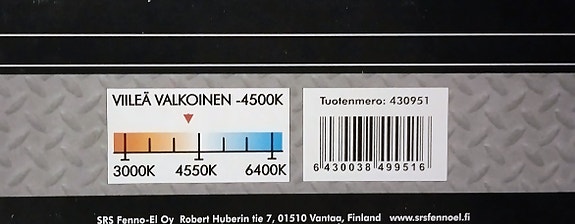 VIILEÄ VALKOINEN -4500K
3000K 4550K 6400K
Tuotenmero: 430951
6 430038 499516
SRS Fenno-El Oy Robert Huberin tie 7, 01510 Vantaa, Finland www.srsfennoel.fi